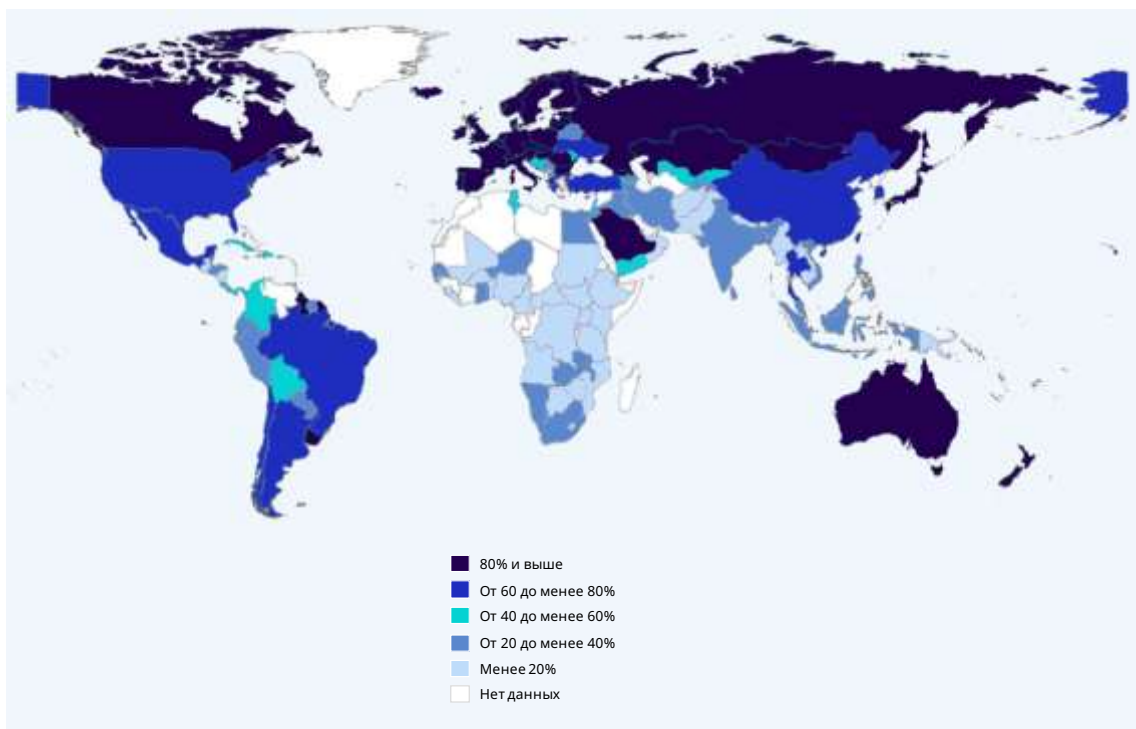 80% и выше
От 60 до менее 80%
От 40 до менее 60%
От 20 до менее 40%
Менее 20%
Нет данных